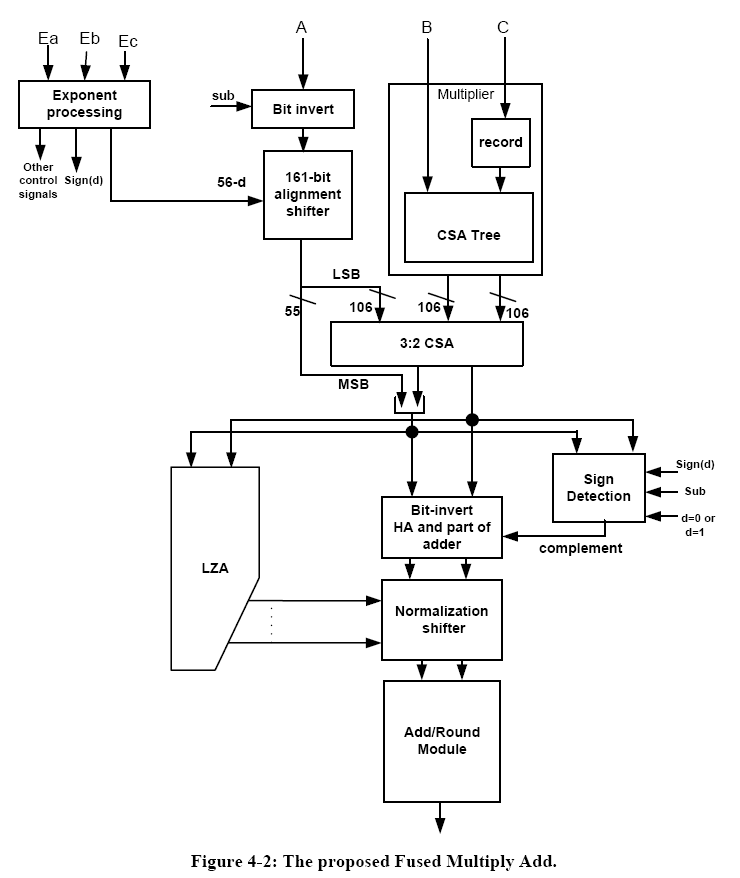 Ea
Eb
Ec
A
B
C
Exponent
processing
sub
Bit invert
Multiplier
record
Other
control
signals
Sign(d)
56-d
161-bit
alignment
shifter
CSA Tree
LSB
55
106
106
106
3:2 CSA
MSB
Sign
Detection
Sign(d)
Sub
d=0 or
d=1
Bit-invert
HA and part of
adder
complement
LZA
Normalization
shifter
Add/Round
Module
Figure 4-2: The proposed Fused Multiply Add.